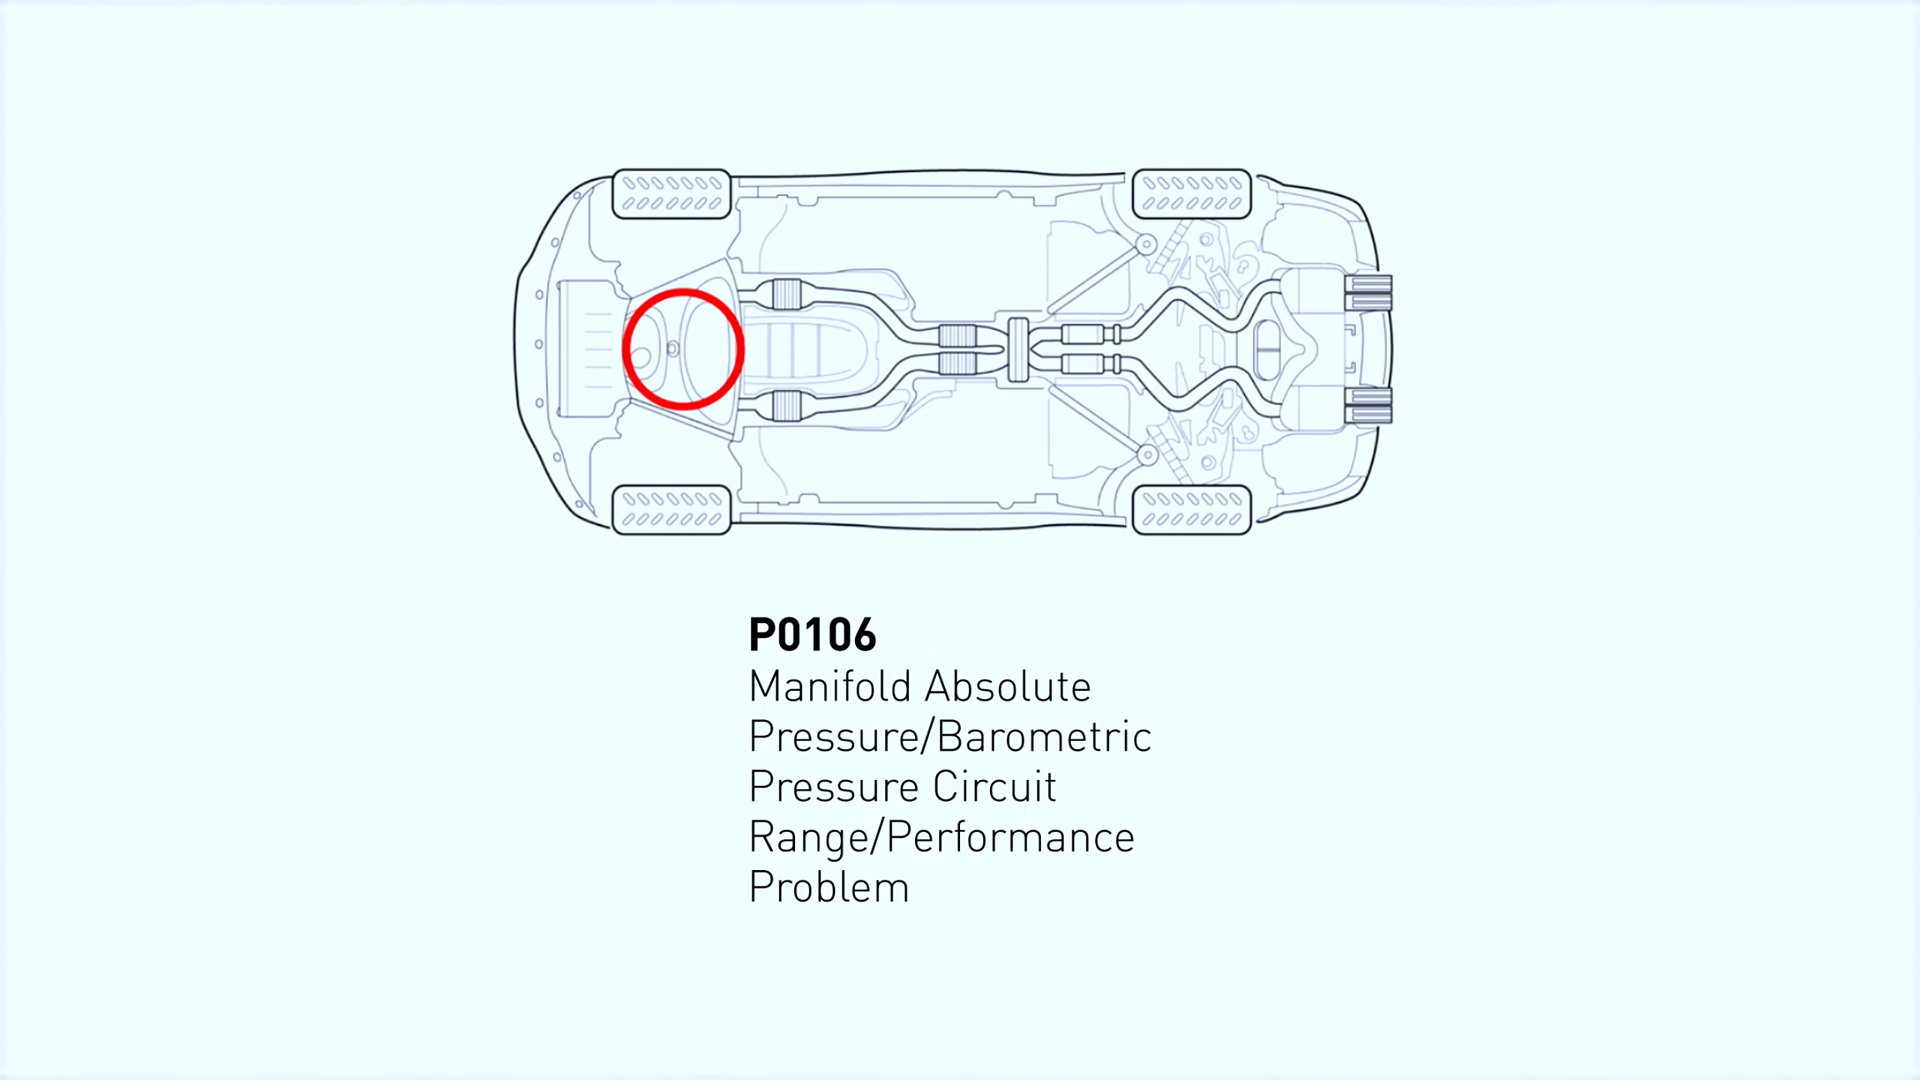 P0106
Manifold Absolute
Pressure/Barometric
Pressure Circuit
Range/Performance
Problem